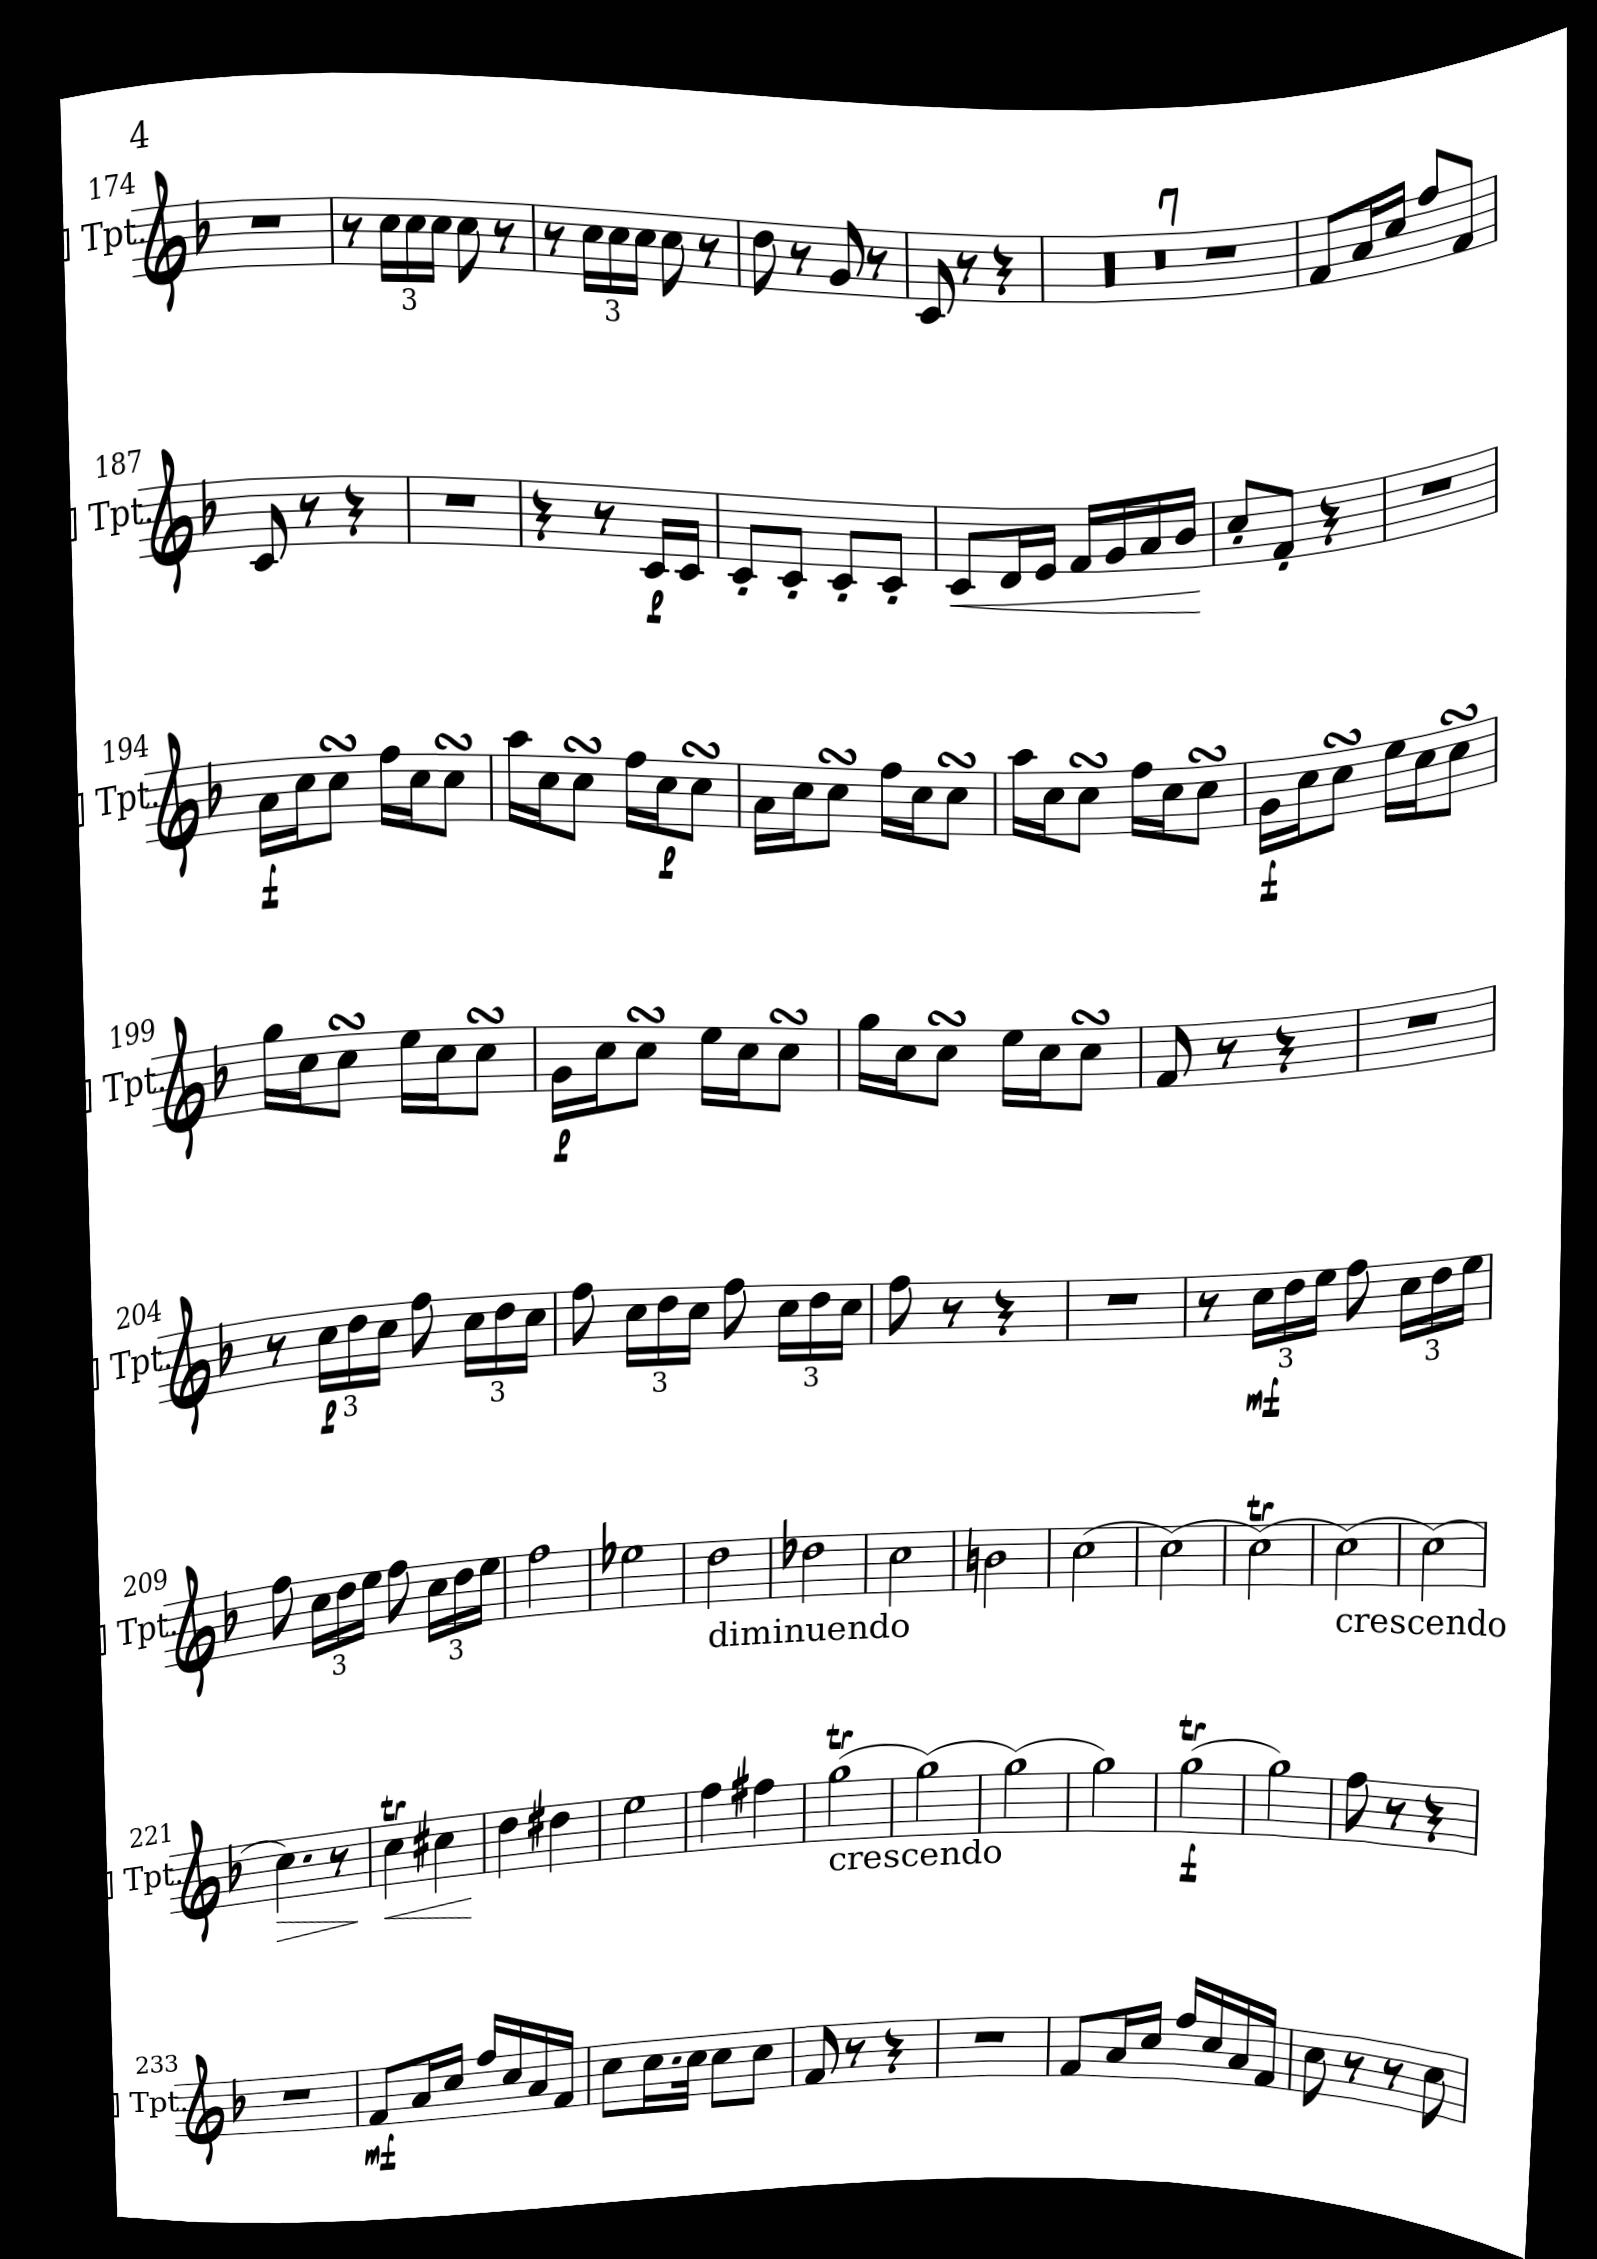 4
174
] Tpt.
3
3
7
187
] Tpt.
p
194
] Tpt.
f
p
f
199
] Tpt.
p
204
] Tpt.
p 3
3
3
3
3
3
mf
209
] Tpt.
3
3
diminuendo
tr
crescendo
221
] Tpt.
tr
tr
crescendo
tr
f
233
] Tpt.
mf